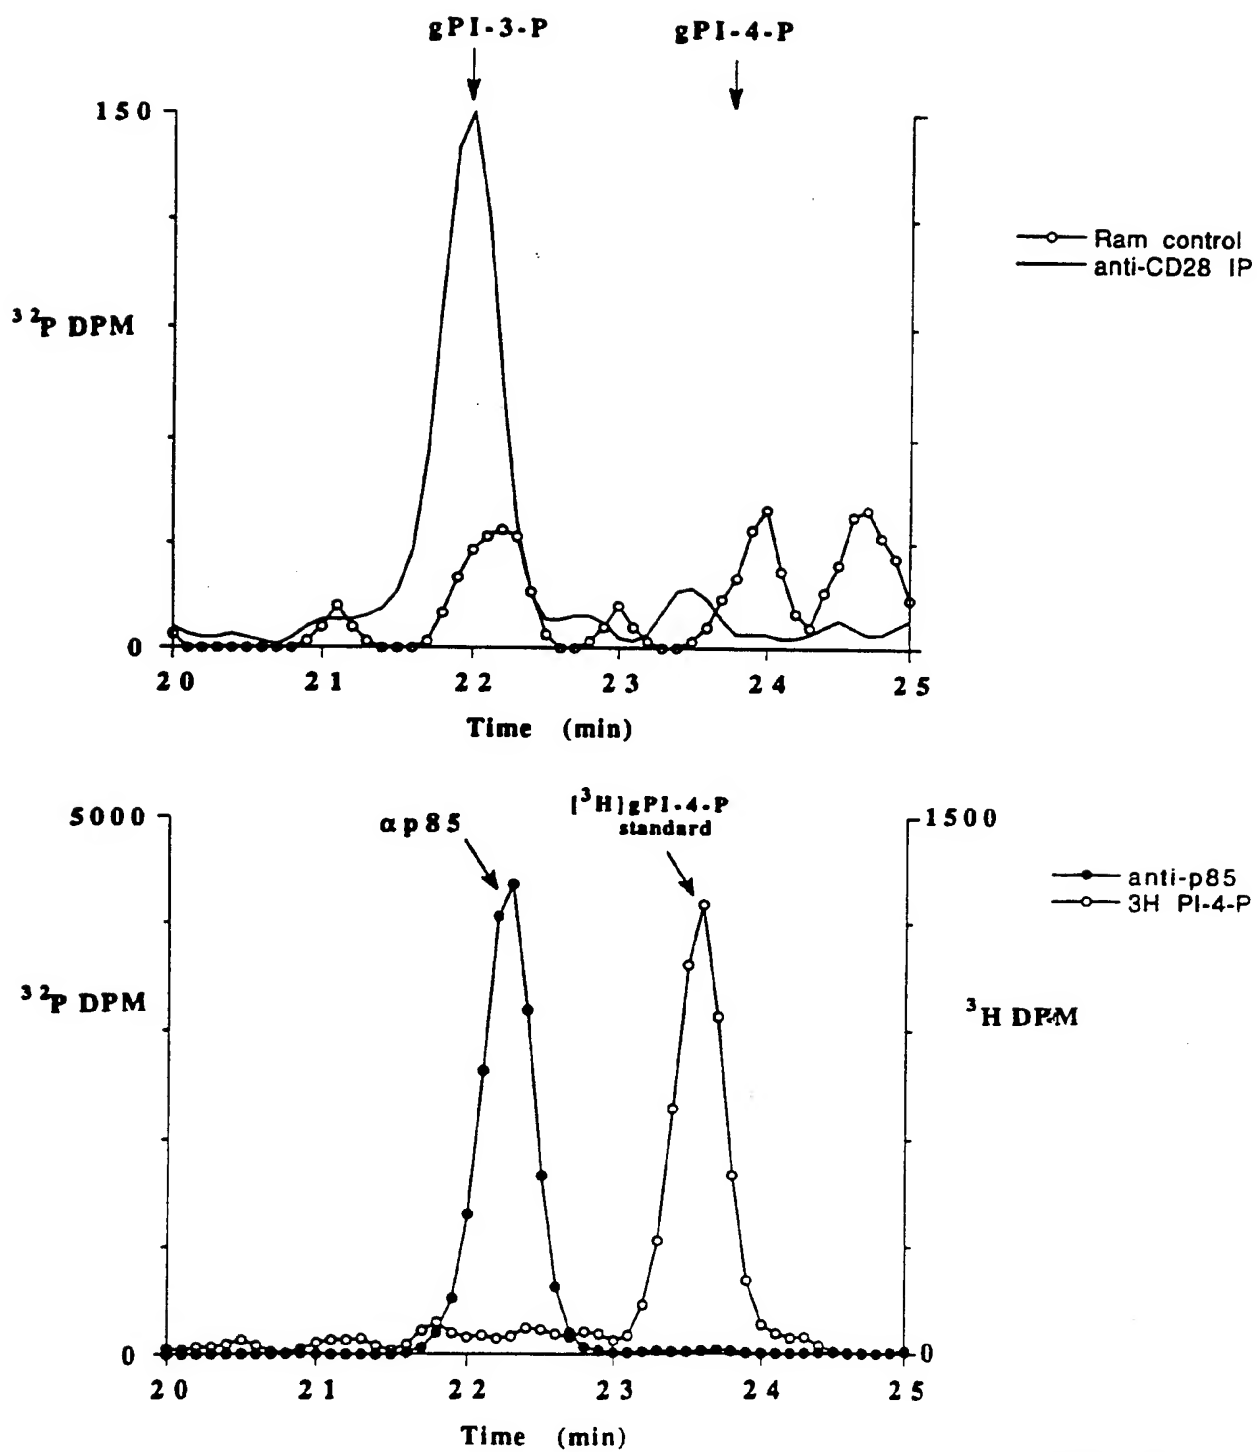 gPI-3-P gPI-4-P
150
Ram control
anti-CD28 IP
32P DPM
0
20 21 22 23 24 25
Time (min)
5000
αp85
[3H]gPI-4-P
standard
1500
anti-p85
3H PI-4-P
32P DPM
3H DPM
0
0
20 21 22 23 24 25
Time (min)